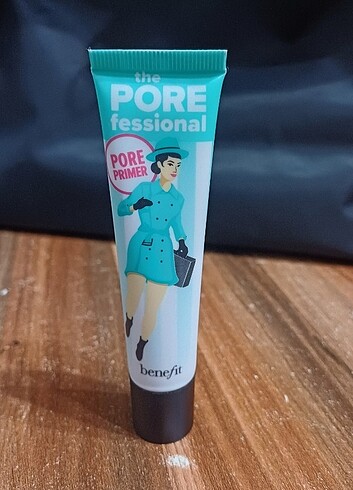 the
PORE
fessional
PORE
PRIMER
benefit